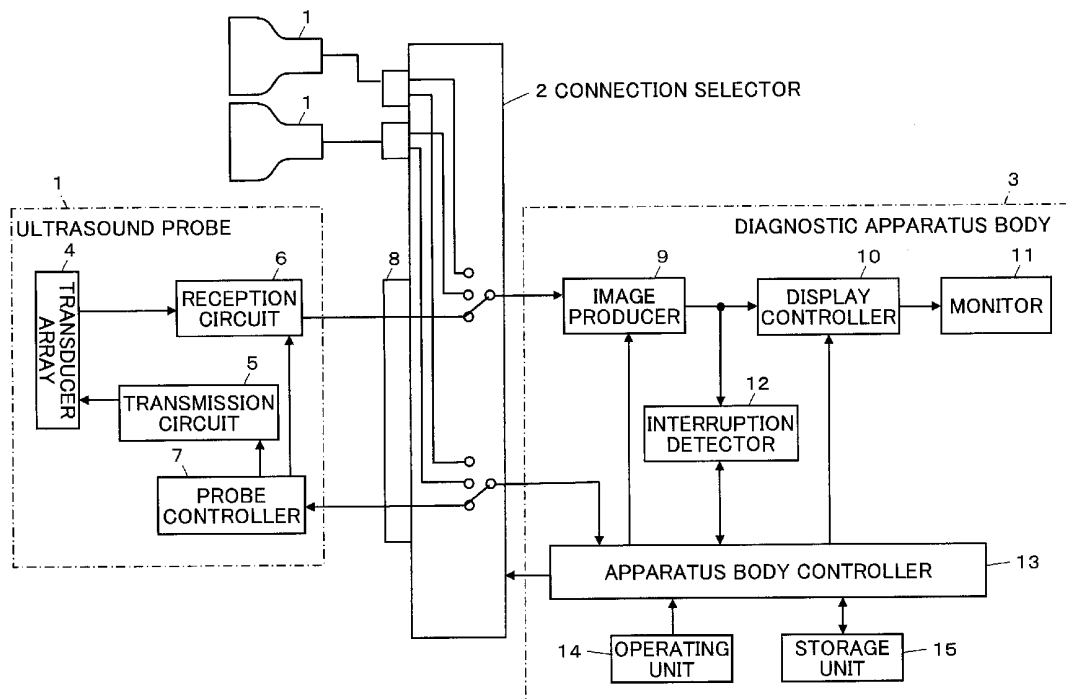 1
1
2 CONNECTION SELECTOR
1
ULTRASOUND PROBE
4
TRANSDUCER
ARRAY
6
RECEPTION
CIRCUIT
5
TRANSMISSION
CIRCUIT
7
PROBE
CONTROLLER
8
3
DIAGNOSTIC APPARATUS BODY
9
IMAGE
PRODUCER
10
DISPLAY
CONTROLLER
11
MONITOR
12
INTERRUPTION
DETECTOR
APPARATUS BODY CONTROLLER
13
14
OPERATING
UNIT
STORAGE
UNIT
15